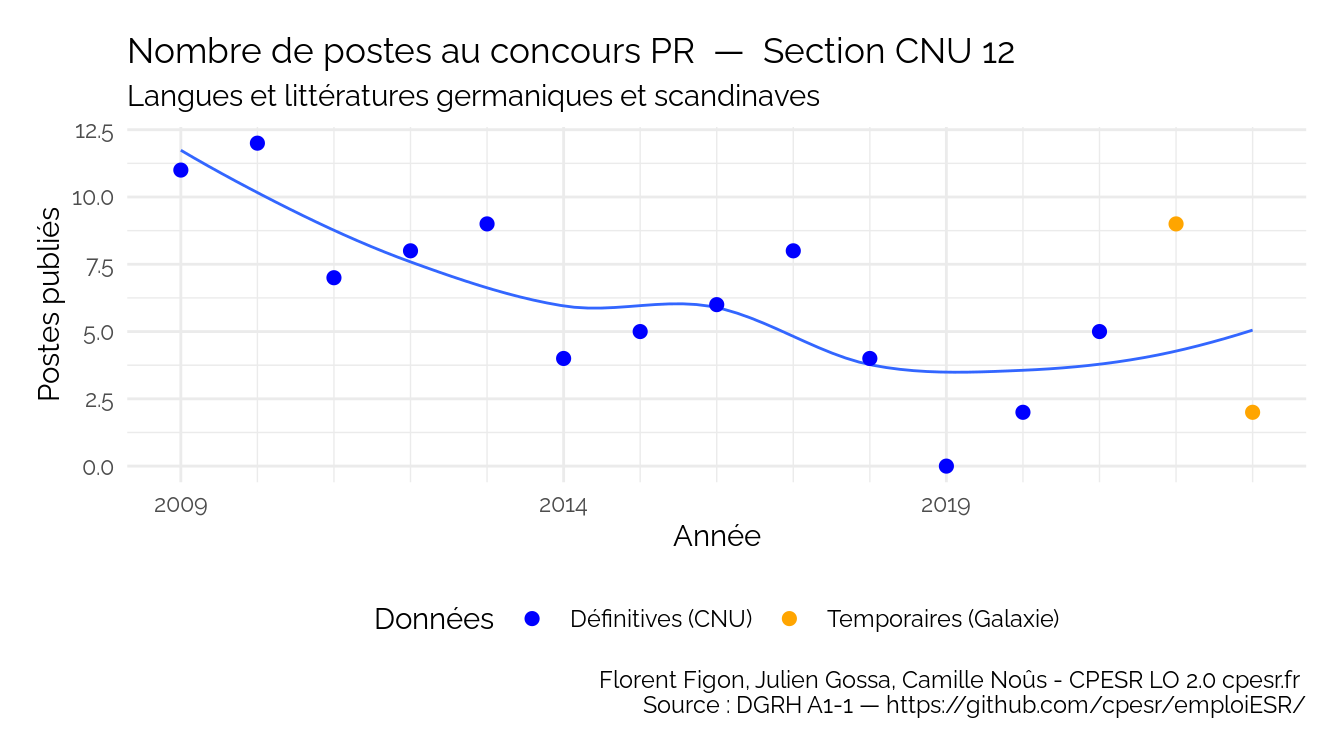 Nombre de postes au concours PR — Section CNU 12
Langues et littératures germaniques et scandinaves
12.5
10.0
7.5
5.0
2.5
0.0
Postes publiés
2009 2014 2019
Année
Données Définitives (CNU) Temporaires (Galaxie)
Florent Figon, Julien Gossa, Camille Noûs - CPESR LO 2.0 cpesr.fr
Source : DGRH A1-1 — https://github.com/cpesr/emploiESR/